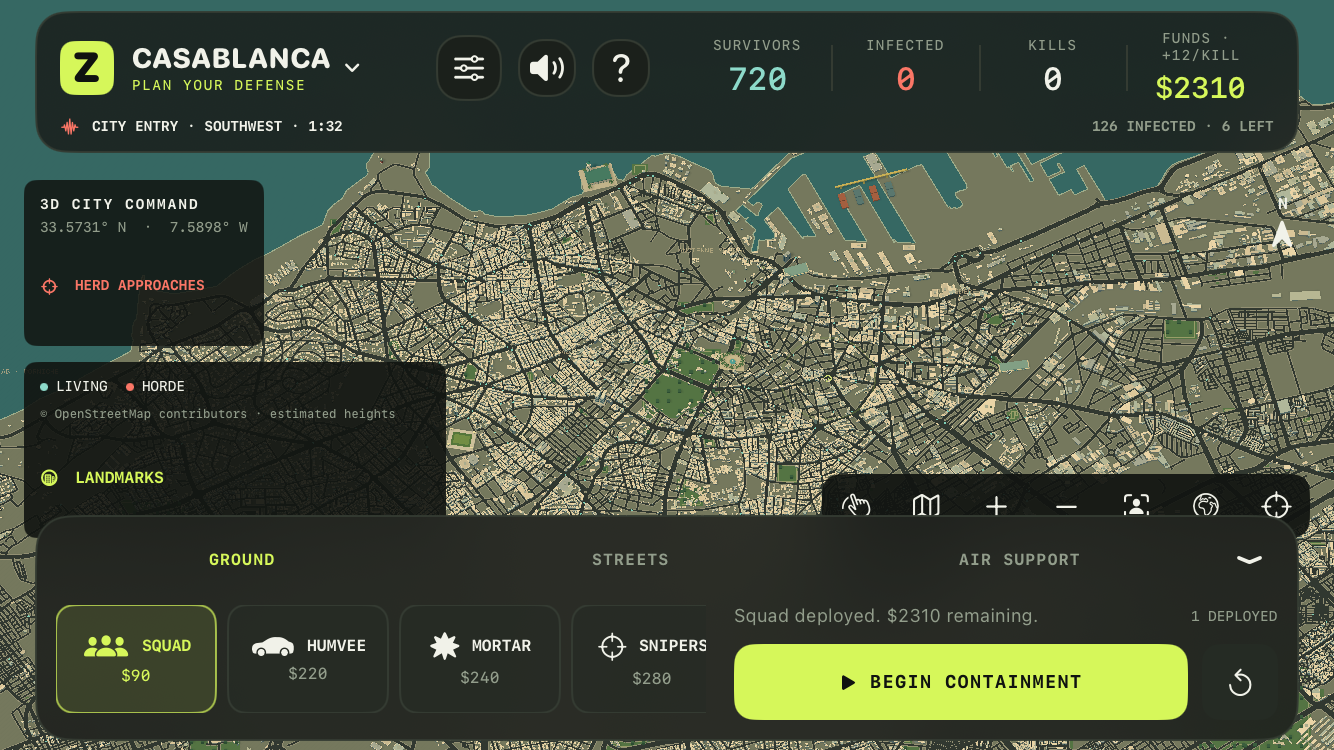 Z
CASABLANCA
PLAN YOUR DEFENSE
?
SURVIVORS
720
INFECTED
0
KILLS
0
FUNDS ·
+12/KILL
$2310
CITY ENTRY · SOUTHWEST · 1:32
126 INFECTED · 6 LEFT
3D CITY COMMAND
33.5731° N · 7.5898° W
HERD APPROACHES
N
LIVING
HORDE
© OpenStreetMap contributors · estimated heights
LANDMARKS
GROUND
STREETS
AIR SUPPORT
SQUAD
$90
HUMVEE
$220
MORTAR
$240
SNIPERS
$280
Squad deployed. $2310 remaining.
1 DEPLOYED
BEGIN CONTAINMENT